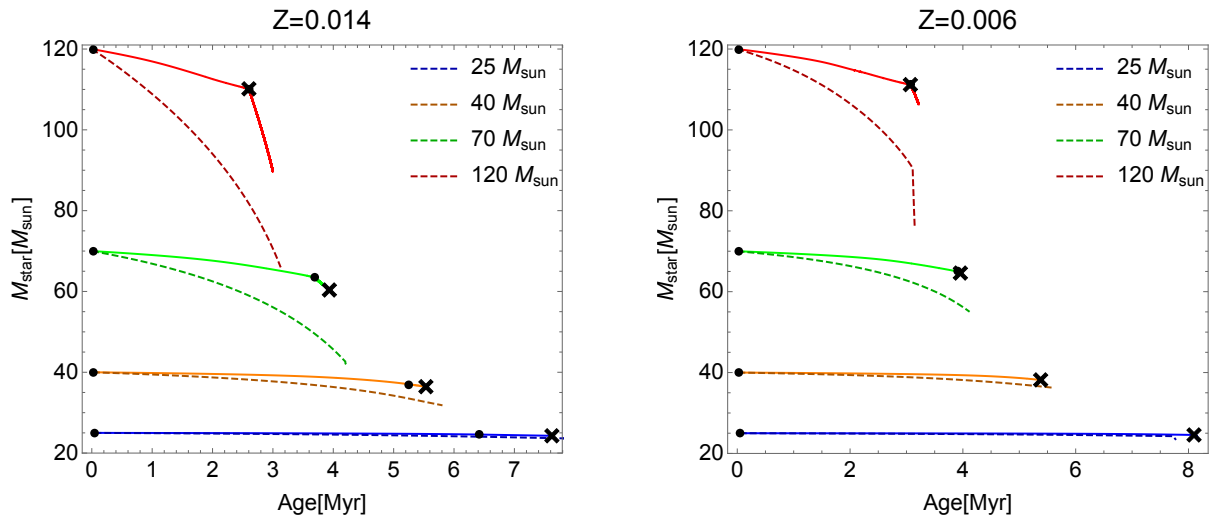 Z=0.014
120
100
80
60
40
20
M_star[M_sun]
25 M_sun
40 M_sun
70 M_sun
120 M_sun
0 1 2 3 4 5 6 7
Age[Myr]
Z=0.006
120
100
80
60
40
20
M_star[M_sun]
25 M_sun
40 M_sun
70 M_sun
120 M_sun
0 2 4 6 8
Age[Myr]